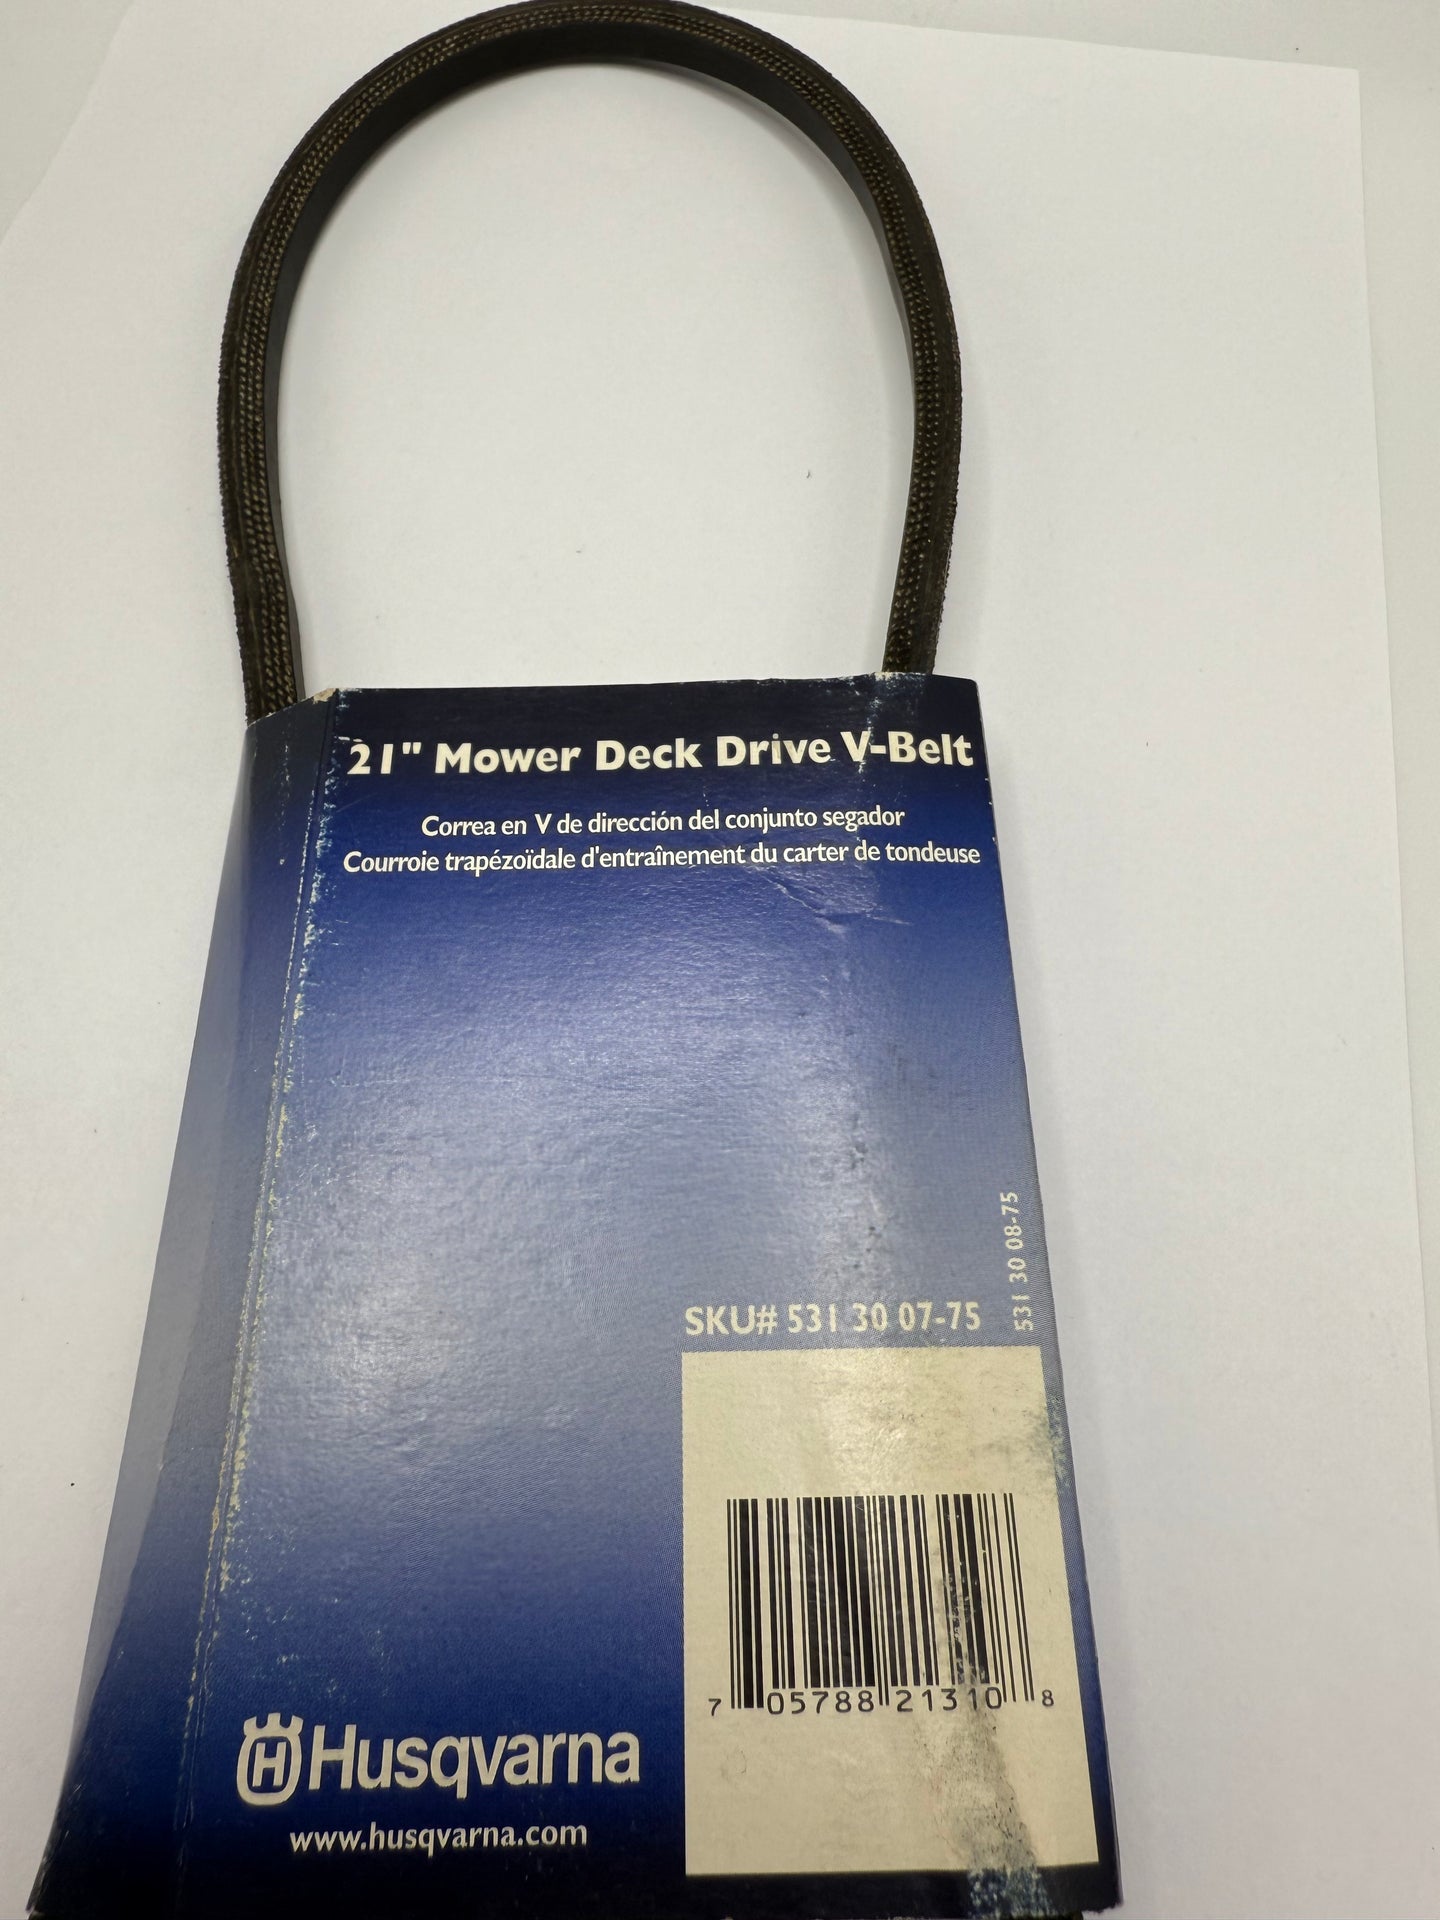 21" Mower Deck Drive V-Belt
Correa en V de dirección del conjunto segador
Courroie trapézoïdale d'entraînement du carter de tondeuse
531 30 08-75
SKU# 531 30 07-75
7 05788 21310 8
H Husqvarna
www.husqvarna.com